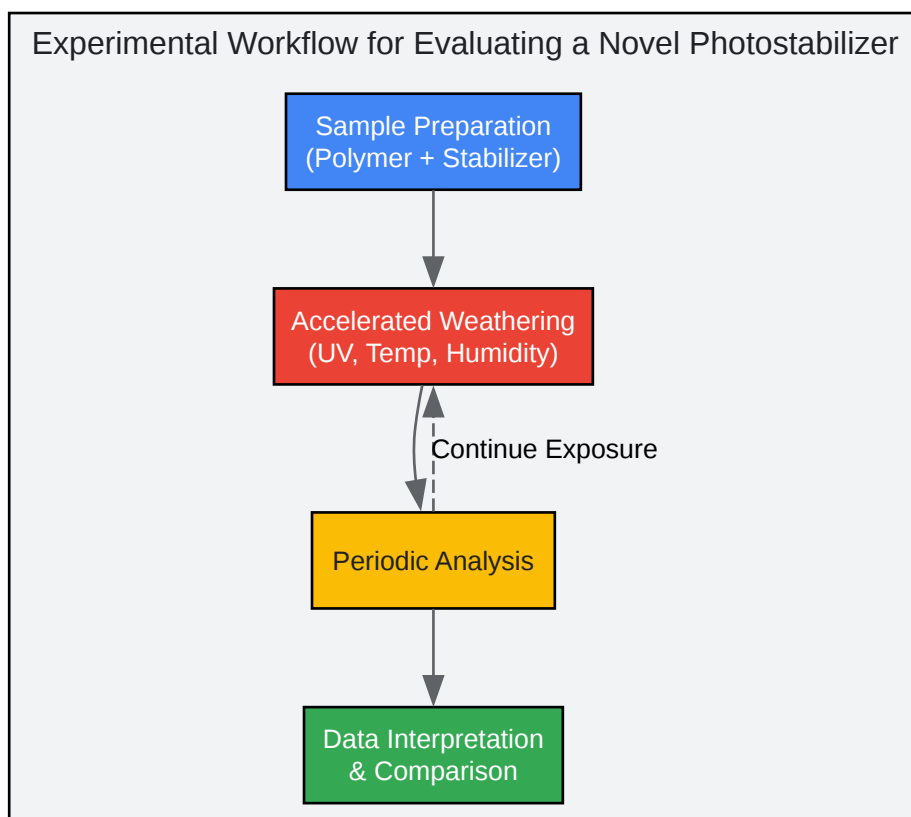 Experimental Workflow for Evaluating a Novel Photostabilizer
Sample Preparation
(Polymer + Stabilizer)
Accelerated Weathering
(UV, Temp, Humidity)
Continue Exposure
Periodic Analysis
Data Interpretation
& Comparison